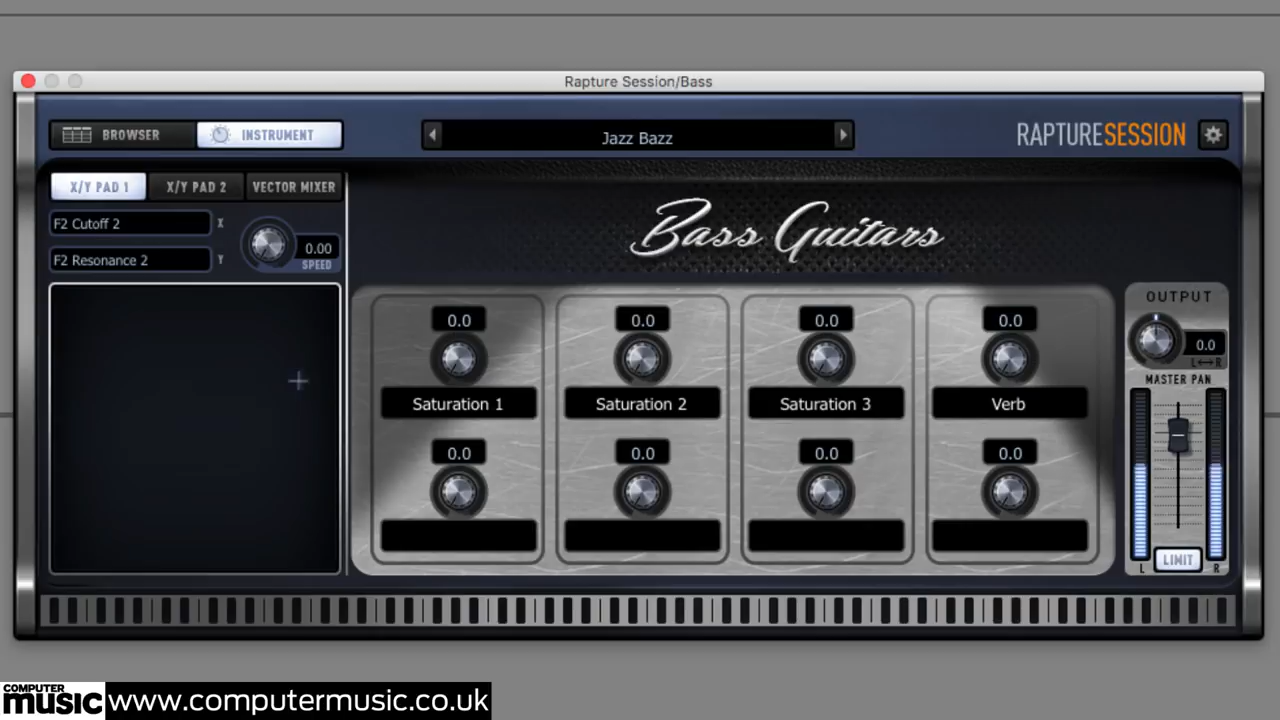 Rapture Session/Bass
BROWSER
INSTRUMENT
Jazz Bazz
RAPTURESESSION
X/Y PAD 1
X/Y PAD 2
VECTOR MIXER
F2 Cutoff 2
X
F2 Resonance 2
Y
0.00
SPEED
Bass Guitars
0.0
0.0
0.0
0.0
Saturation 1
Saturation 2
Saturation 3
Verb
0.0
0.0
0.0
0.0
OUTPUT
0.0
L↔R
MASTER PAN
LIMIT
L
R
COMPUTER
music
www.computermusic.co.uk